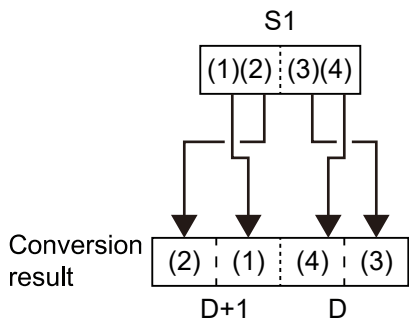 S1
(1)(2) (3)(4)
Conversion
result
(2) (1) (4) (3)
D+1 D